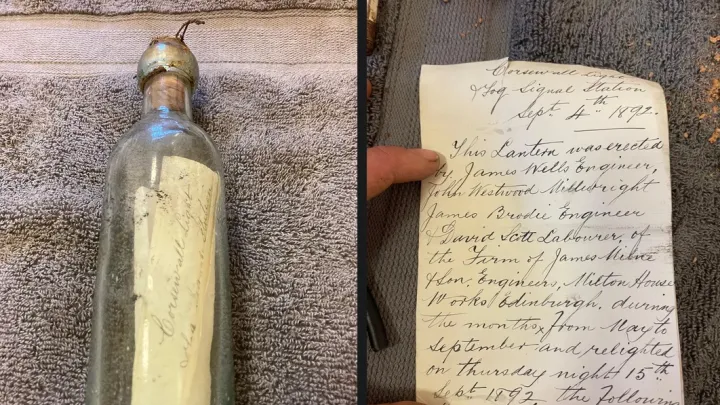 Corsewall Light
Corsewall Light
& Fog Signal Station
Sept 4th 1892.
This Lantern was erected
by James Wells Engineer,
John Westwood Millwright
James Brodie Engineer
& David Scott Labourer, of
the Firm of James Milne
& Son, Engineers, Milton House
Works, Edinburgh, during
the months from May to
September and relighted
on thursday night 15th
Sept 1892, the following